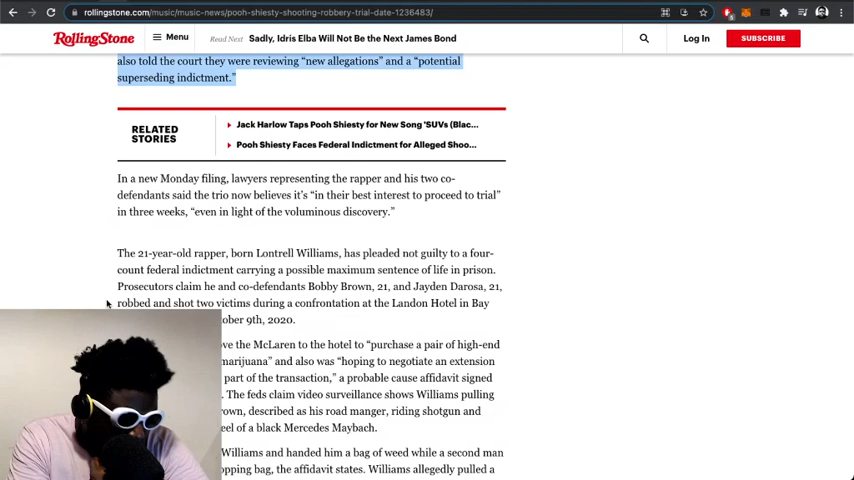 rollingstone.com/music/music-news/pooh-shiesty-shooting-robbery-trial-date-1236483/
RollingStone
Menu
Read Next Sadly, Idris Elba Will Not Be the Next James Bond
Log In
SUBSCRIBE
also told the court they were reviewing “new allegations” and a “potential
superseding indictment.”
RELATED
STORIES
Jack Harlow Taps Pooh Shiesty for New Song 'SUVs (Blac...
Pooh Shiesty Faces Federal Indictment for Alleged Shoo...
In a new Monday filing, lawyers representing the rapper and his two co-
defendants said the trio now believes it’s “in their best interest to proceed to trial”
in three weeks, “even in light of the voluminous discovery.”
The 21-year-old rapper, born Lontrell Williams, has pleaded not guilty to a four-
count federal indictment carrying a possible maximum sentence of life in prison.
Prosecutors claim he and co-defendants Bobby Brown, 21, and Jayden Darosa, 21,
robbed and shot two victims during a confrontation at the Landon Hotel in Bay
ober 9th, 2020.
ove the McLaren to the hotel to “purchase a pair of high-end
marijuana” and also was “hoping to negotiate an extension
part of the transaction,” a probable cause affidavit signed
. The feds claim video surveillance shows Williams pulling
rown, described as his road manger, riding shotgun and
eel of a black Mercedes Maybach.
Williams and handed him a bag of weed while a second man
opping bag, the affidavit states. Williams allegedly pulled a